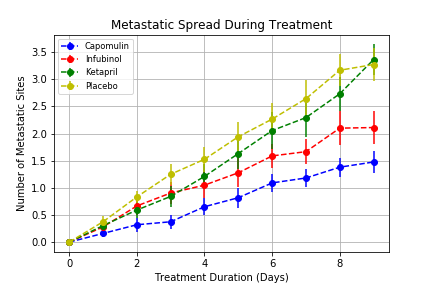 Metastatic Spread During Treatment
Number of Metastatic Sites
3.5
3.0
2.5
2.0
1.5
1.0
0.5
0.0
Capomulin
Infubinol
Ketapril
Placebo
0 2 4 6 8
Treatment Duration (Days)